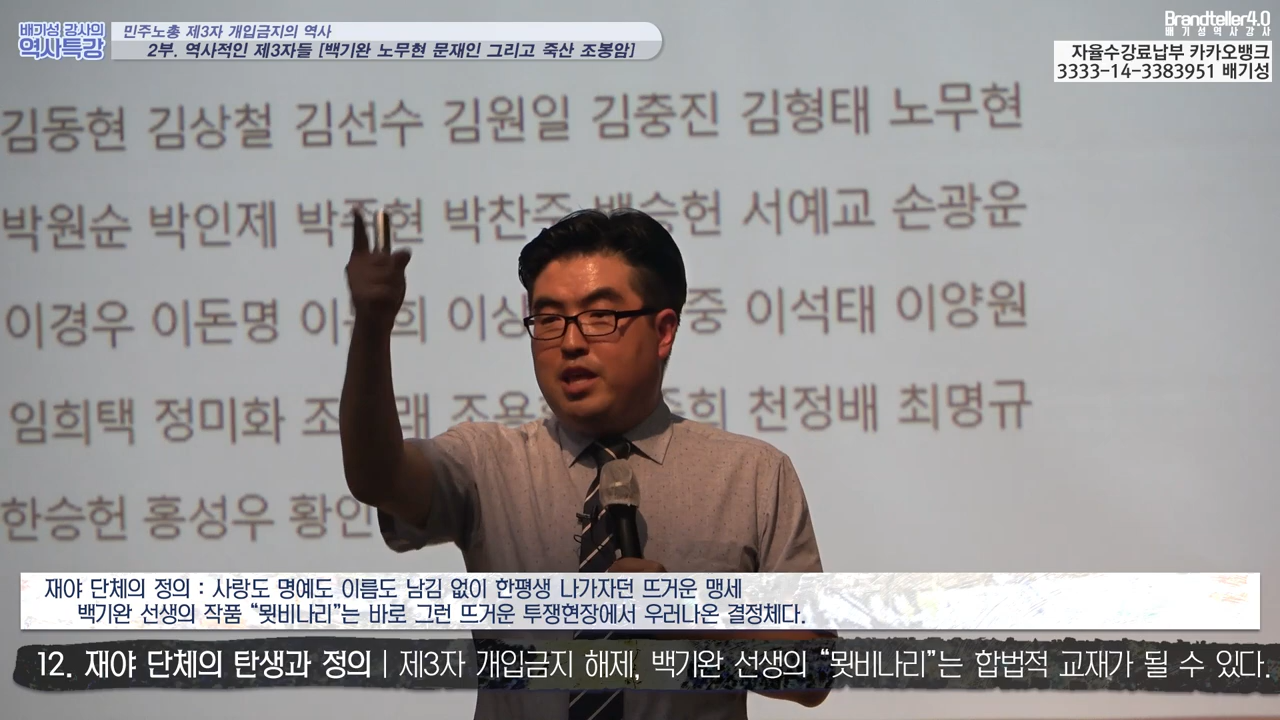 배기성 강사의
역사특강
민주노총 제3자 개입금지의 역사
2부. 역사적인 제3자들 [백기완 노무현 문재인 그리고 죽산 조봉암]
Brandteller4.0
배기성역사강사
자율수강료납부 카카오뱅크
3333-14-3383951 배기성
김동현 김상철 김선수 김원일 김충진 김형태 노무현
박원순 박인제 박주현 박찬주 배승헌 서예교 손광운
이경우 이돈명 이 희 이상 중 이석태 이양원
임희택 정미화 조 래 조용 희 천정배 최명규
한승헌 홍성우 황인
재야 단체의 정의 : 사랑도 명예도 이름도 남김 없이 한평생 나가자던 뜨거운 맹세
백기완 선생의 작품 “묏비나리”는 바로 그런 뜨거운 투쟁현장에서 우러나온 결정체다.
12. 재야 단체의 탄생과 정의 | 제3자 개입금지 해제, 백기완 선생의 “묏비나리”는 합법적 교재가 될 수 있다.